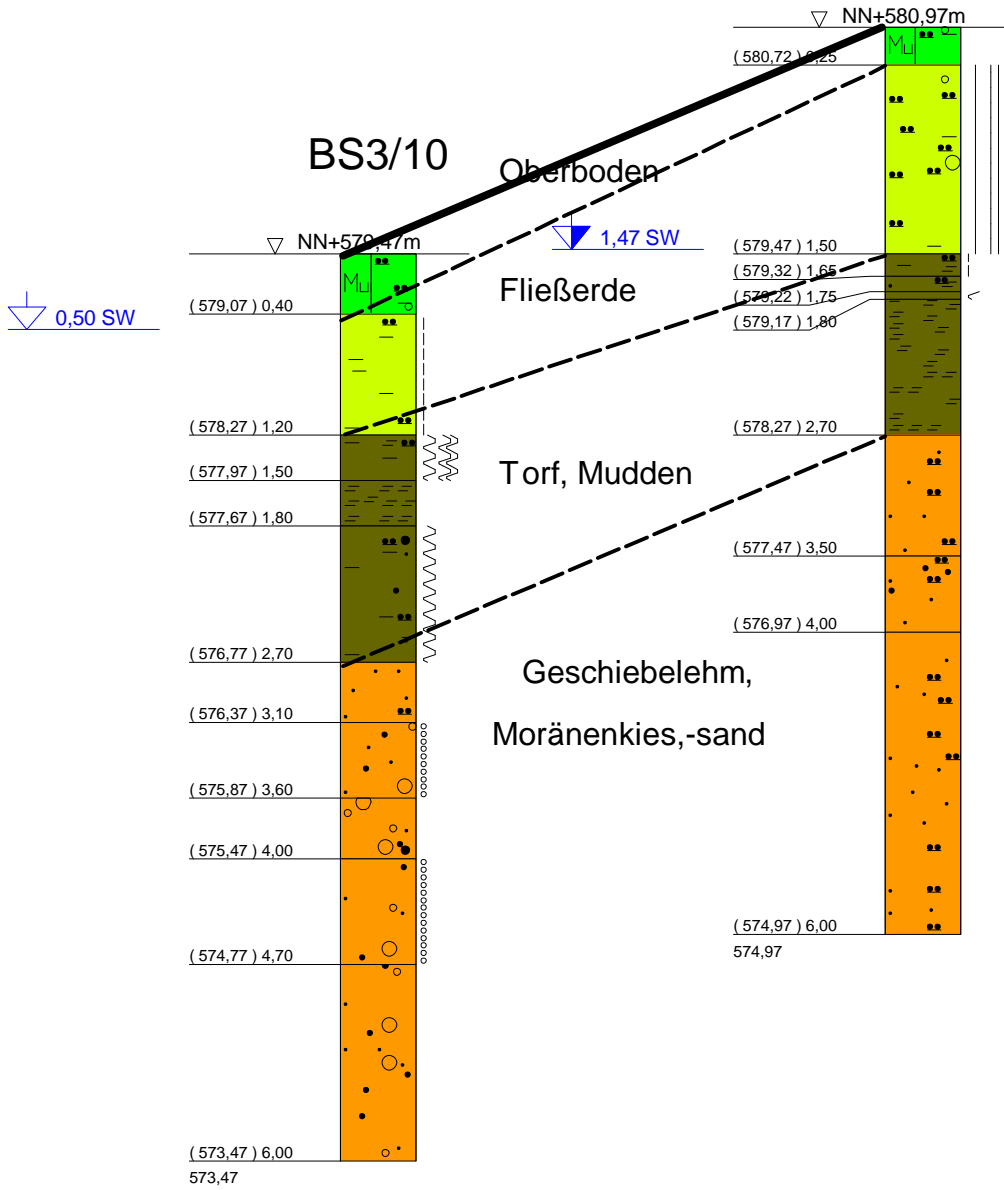 NN+580,97m
Mu
( 580,72 ) 0,25
BS3/10
Oberboden
NN+579,47m
1,47 SW
( 579,47 ) 1,50
( 579,32 ) 1,65
Mu
Fließerde
( 579,22 ) 1,75
( 579,07 ) 0,40
0,50 SW
( 579,17 ) 1,80
( 578,27 ) 1,20
( 578,27 ) 2,70
( 577,97 ) 1,50
Torf, Mudden
( 577,67 ) 1,80
( 577,47 ) 3,50
( 576,97 ) 4,00
( 576,77 ) 2,70
Geschiebelehm,
( 576,37 ) 3,10
Moränenkies,-sand
( 575,87 ) 3,60
( 575,47 ) 4,00
( 574,97 ) 6,00
574,97
( 574,77 ) 4,70
( 573,47 ) 6,00
573,47